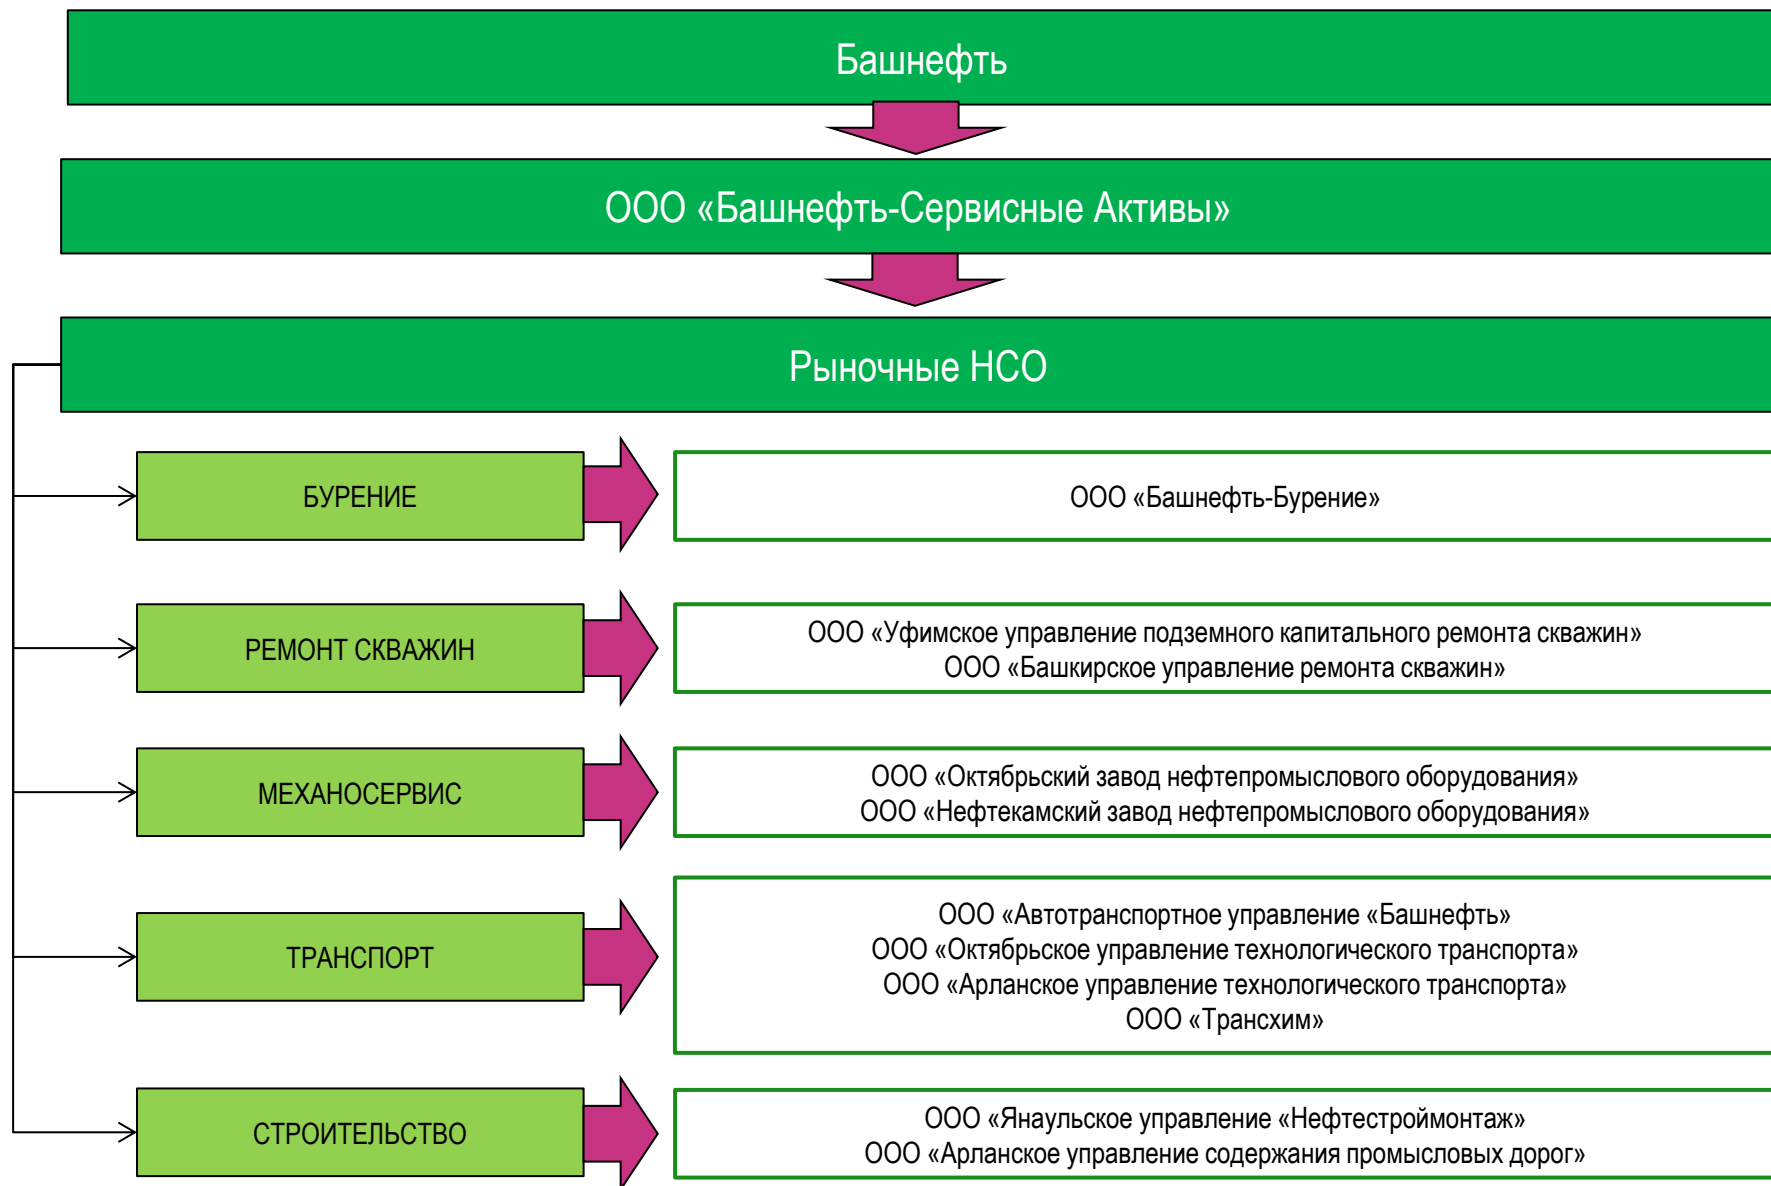 Башнефть
ООО «Башнефть-Сервисные Активы»
Рыночные НСО
БУРЕНИЕ
ООО «Башнефть-Бурение»
РЕМОНТ СКВАЖИН
ООО «Уфимское управление подземного капитального ремонта скважин»
ООО «Башкирское управление ремонта скважин»
МЕХАНОСЕРВИС
ООО «Октябрьский завод нефтепромыслового оборудования»
ООО «Нефтекамский завод нефтепромыслового оборудования»
ТРАНСПОРТ
ООО «Автотранспортное управление «Башнефть»
ООО «Октябрьское управление технологического транспорта»
ООО «Арланское управление технологического транспорта»
ООО «Трансхим»
СТРОИТЕЛЬСТВО
ООО «Янаульское управление «Нефтестроймонтаж»
ООО «Арланское управление содержания промысловых дорог»